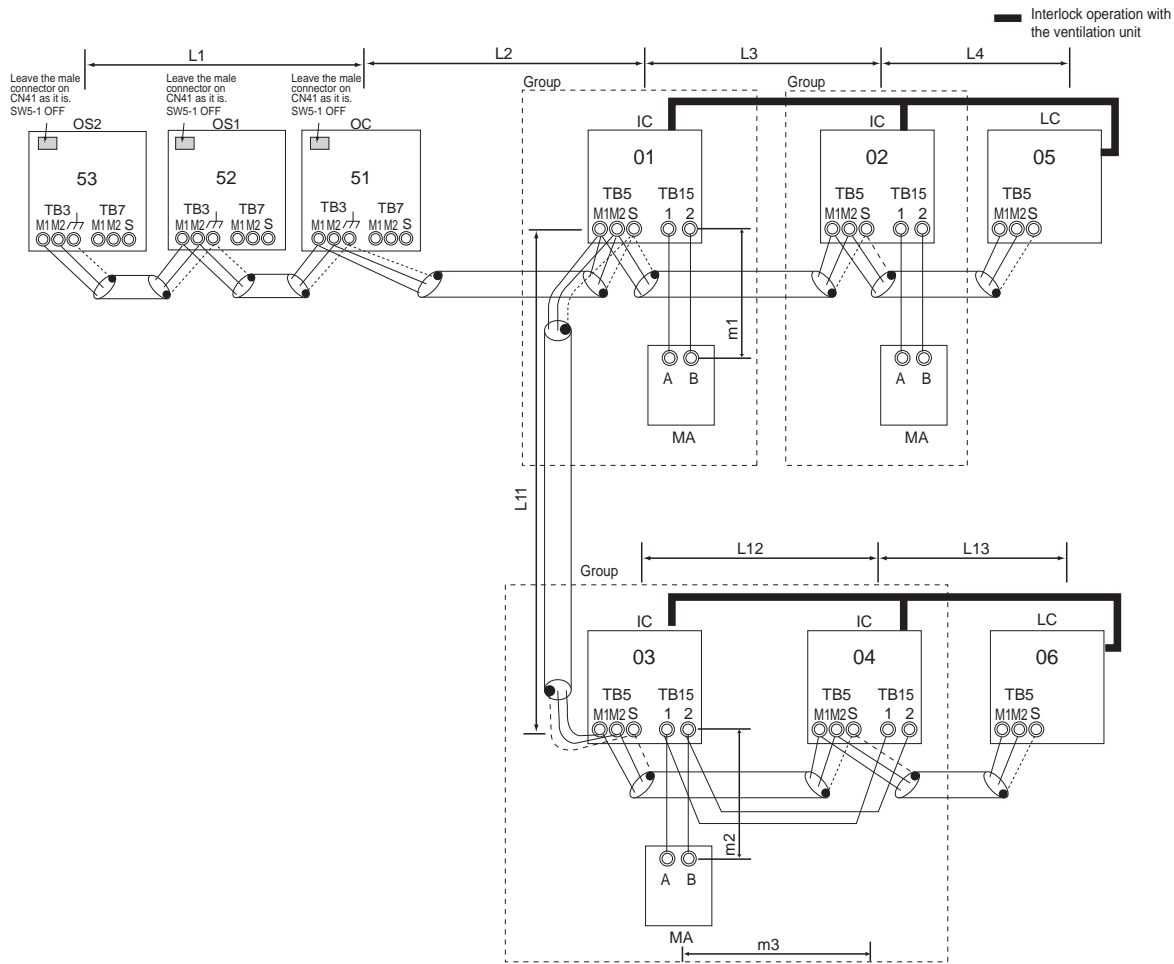 Interlock operation with
the ventilation unit
L1
L2
L3
L4
Leave the male
connector on
CN41 as it is.
SW5-1 OFF
Leave the male
connector on
CN41 as it is.
SW5-1 OFF
Leave the male
connector on
CN41 as it is.
SW5-1 OFF
Group
Group
OS2
OS1
OC
IC
IC
LC
53
52
51
01
02
05
TB3
TB7
TB3
TB7
TB3
TB7
TB5
TB15
TB5
TB15
TB5
M1 M2
M1 M2 S
M1 M2
M1 M2 S
M1 M2
M1 M2 S
M1 M2 S
1 2
M1 M2 S
1 2
M1 M2 S
m1
A B
A B
MA
MA
L11
L12
L13
Group
IC
IC
LC
03
04
06
TB5
TB15
TB5
TB15
TB5
M1 M2 S
1 2
M1 M2 S
1 2
M1 M2 S
m2
A B
MA
m3